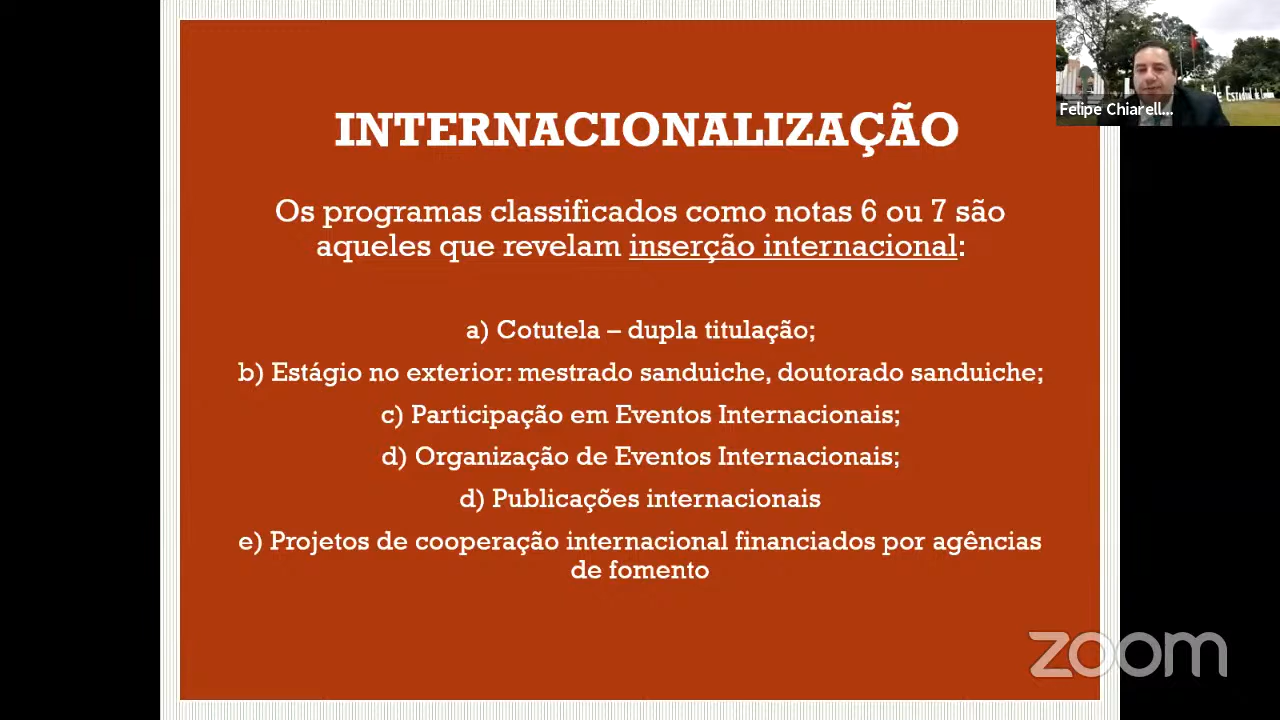 INTERNACIONALIZAÇÃO
Os programas classificados como notas 6 ou 7 são
aqueles que revelam inserção internacional:
a) Cotutela – dupla titulação;
b) Estágio no exterior: mestrado sanduiche, doutorado sanduiche;
c) Participação em Eventos Internacionais;
d) Organização de Eventos Internacionais;
d) Publicações internacionais
e) Projetos de cooperação internacional financiados por agências
de fomento
Felipe Chiarell...
zoom